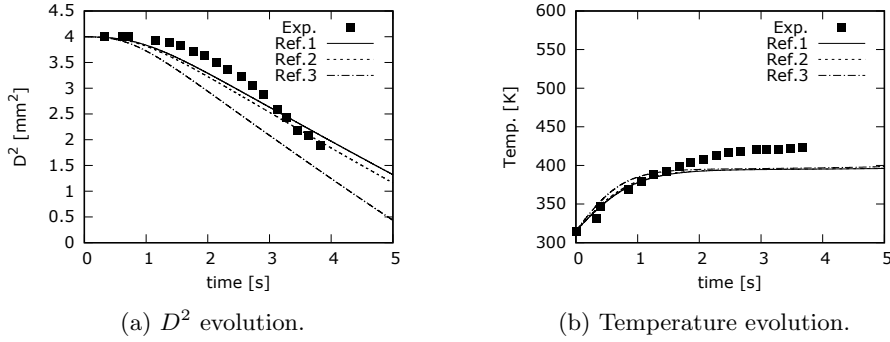 4.5
4
3.5
3
2.5
2
1.5
1
0.5
0
D² [mm²]
0 1 2 3 4 5
time [s]
Exp.
Ref.1
Ref.2
Ref.3
(a) D² evolution.
600
550
500
450
400
350
300
Temp. [K]
0 1 2 3 4 5
time [s]
Exp.
Ref.1
Ref.2
Ref.3
(b) Temperature evolution.